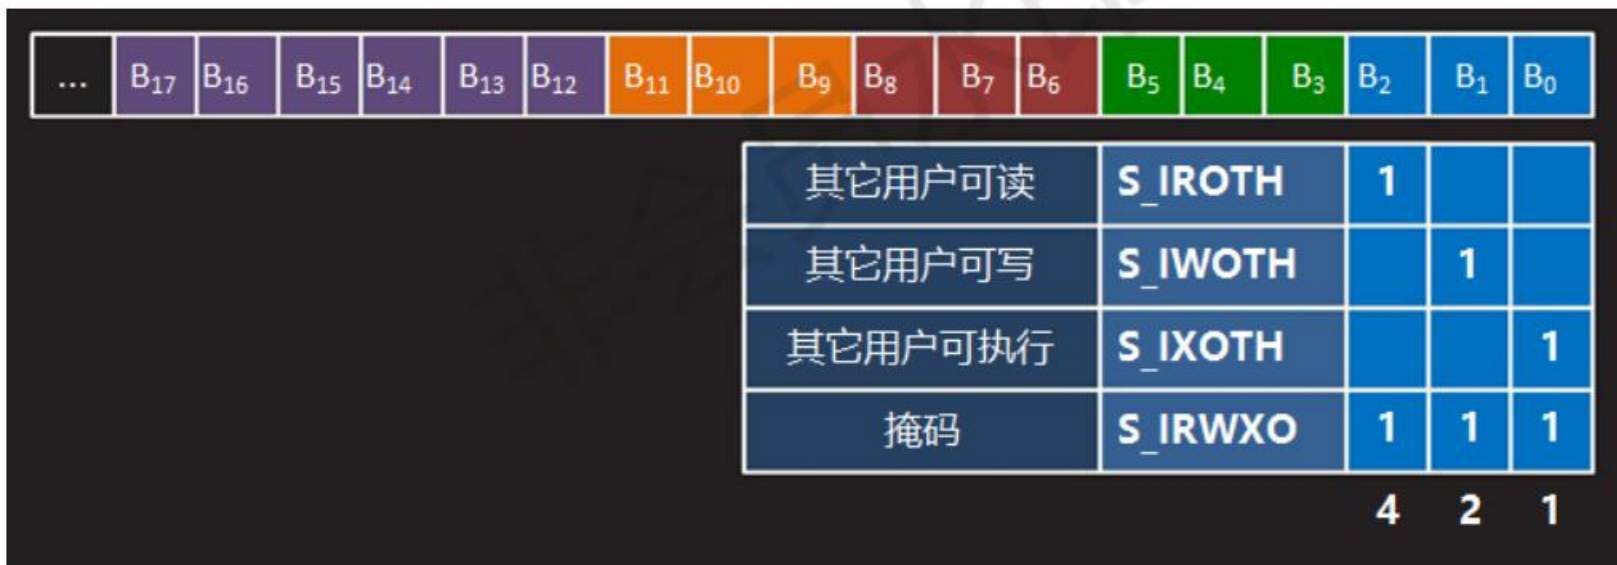 ... B₁₇ B₁₆ B₁₅ B₁₄ B₁₃ B₁₂ B₁₁ B₁₀ B₉ B₈ B₇ B₆ B₅ B₄ B₃ B₂ B₁ B₀
其它用户可读 S_IROTH 1
其它用户可写 S_IWOTH 1
其它用户可执行 S_IXOTH 1
掩码 S_IRWXO 1 1 1
4 2 1